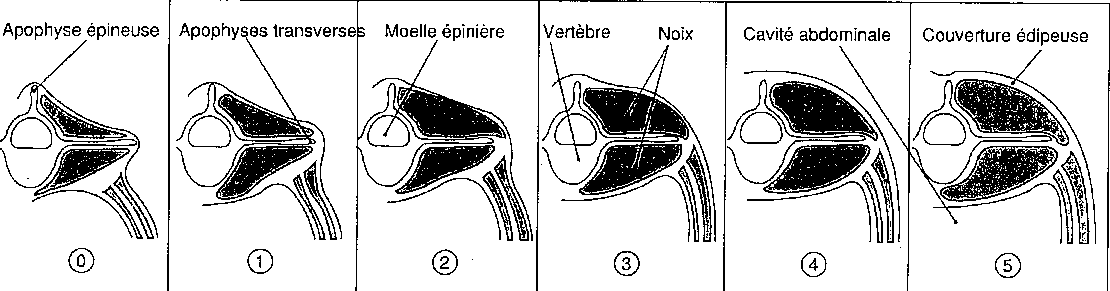 Apophyse épineuse
Apophyses transverses
Moelle épinière
Vertèbre
Noix
Cavité abdominale
Couverture édipeuse
0
1
2
3
4
5